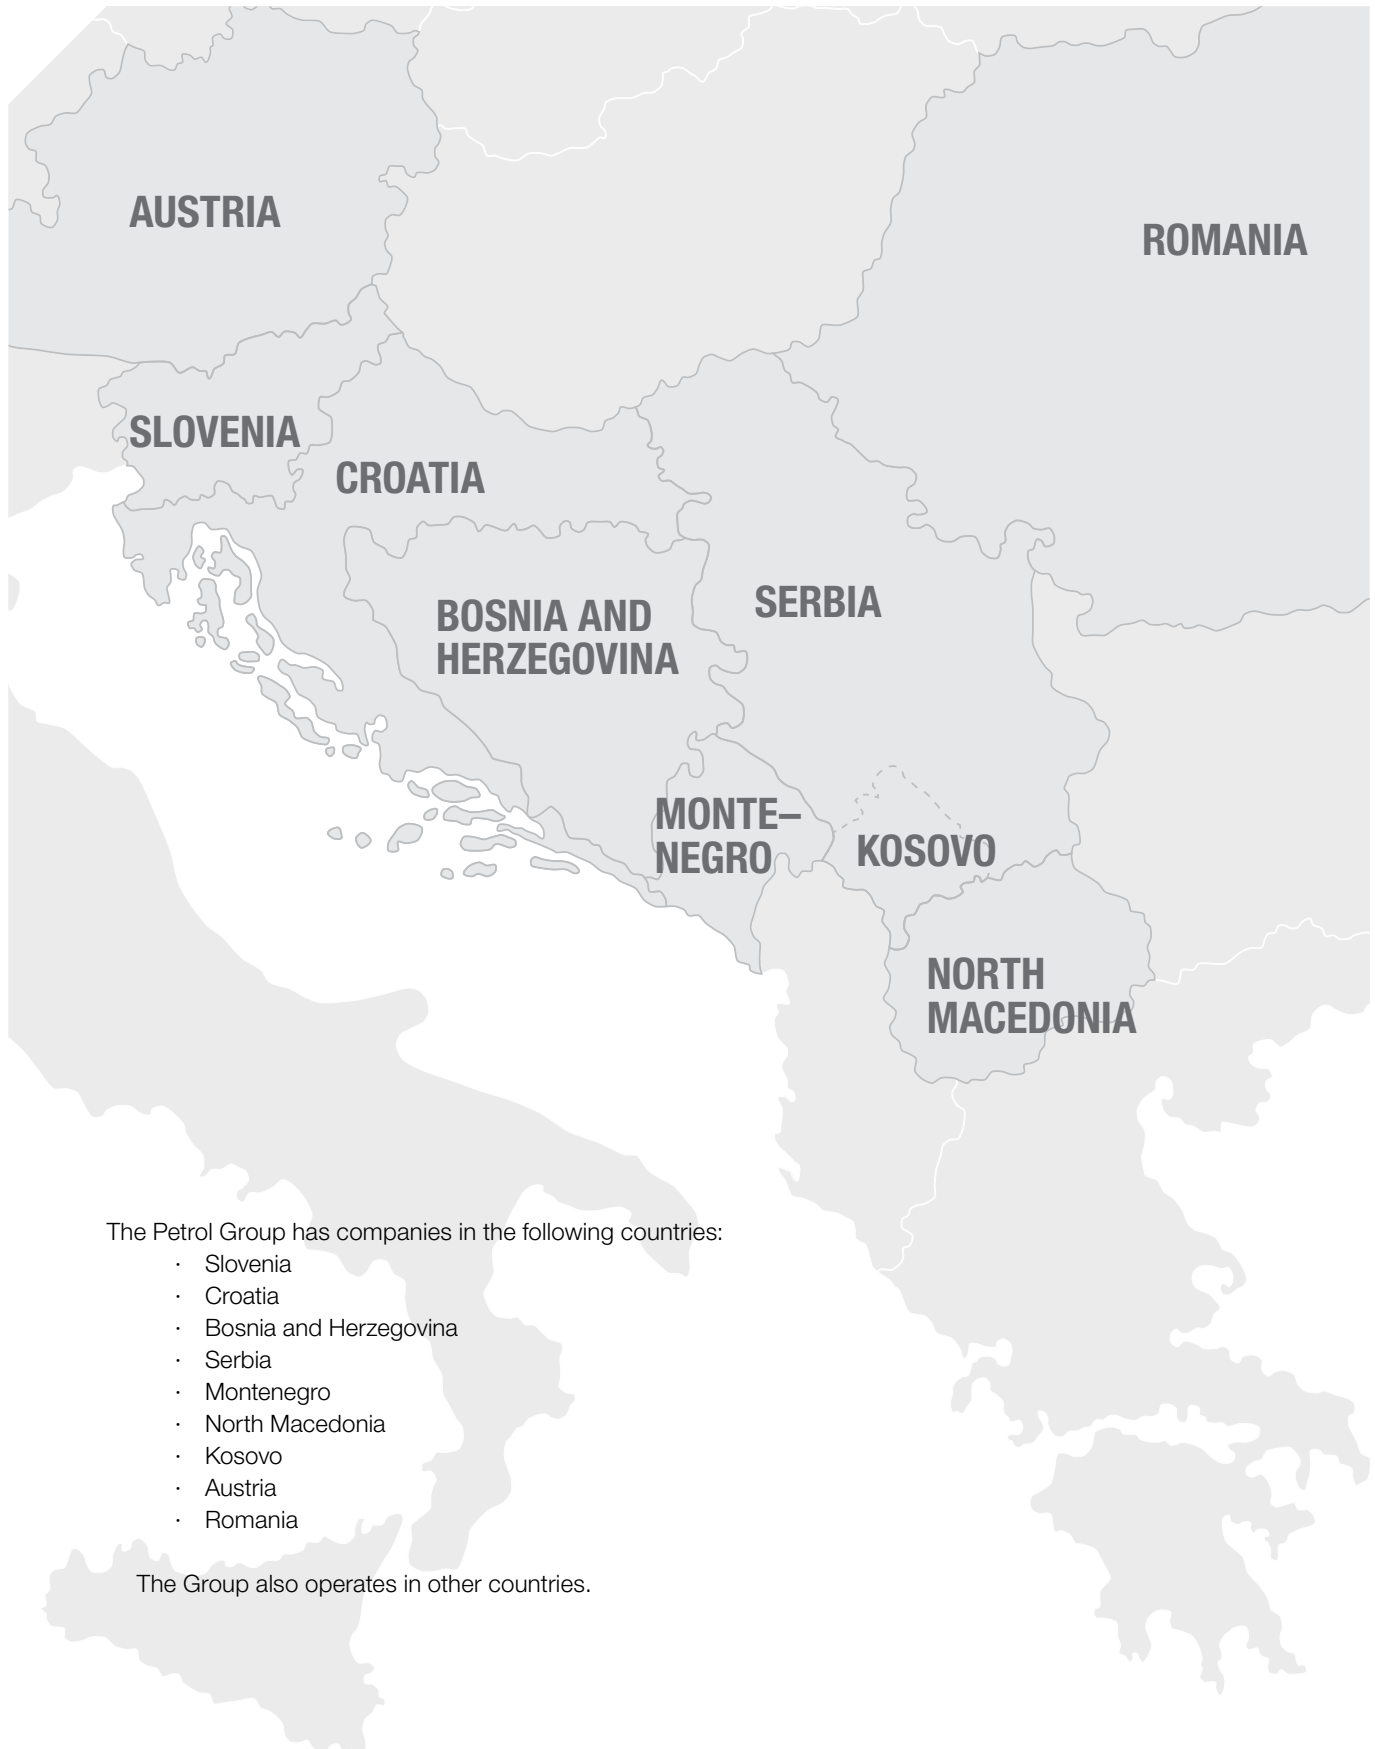 AUSTRIA
ROMANIA
SLOVENIA
CROATIA
BOSNIA AND
HERZEGOVINA
SERBIA
MONTE–
NEGRO
KOSOVO
NORTH
MACEDONIA
The Petrol Group has companies in the following countries:
· Slovenia
· Croatia
· Bosnia and Herzegovina
· Serbia
· Montenegro
· North Macedonia
· Kosovo
· Austria
· Romania
The Group also operates in other countries.